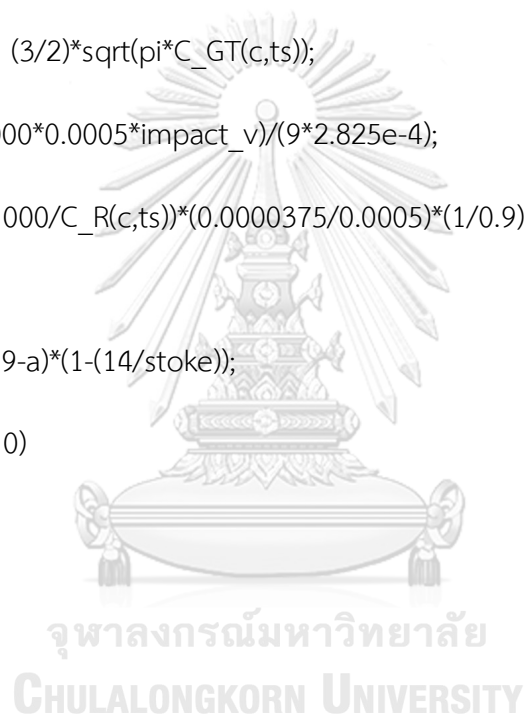 (3/2)*sqrt(pi*C_GT(c,ts));
00*0.0005*impact_v)/(9*2.825e-4);
000/C_R(c,ts))*(0.0000375/0.0005)*(1/0.9)
9-a)*(1-(14/stoke));
0)
จุฬาลงกรณ์มหาวิทยาลัย
CHULALONGKORN UNIVERSITY